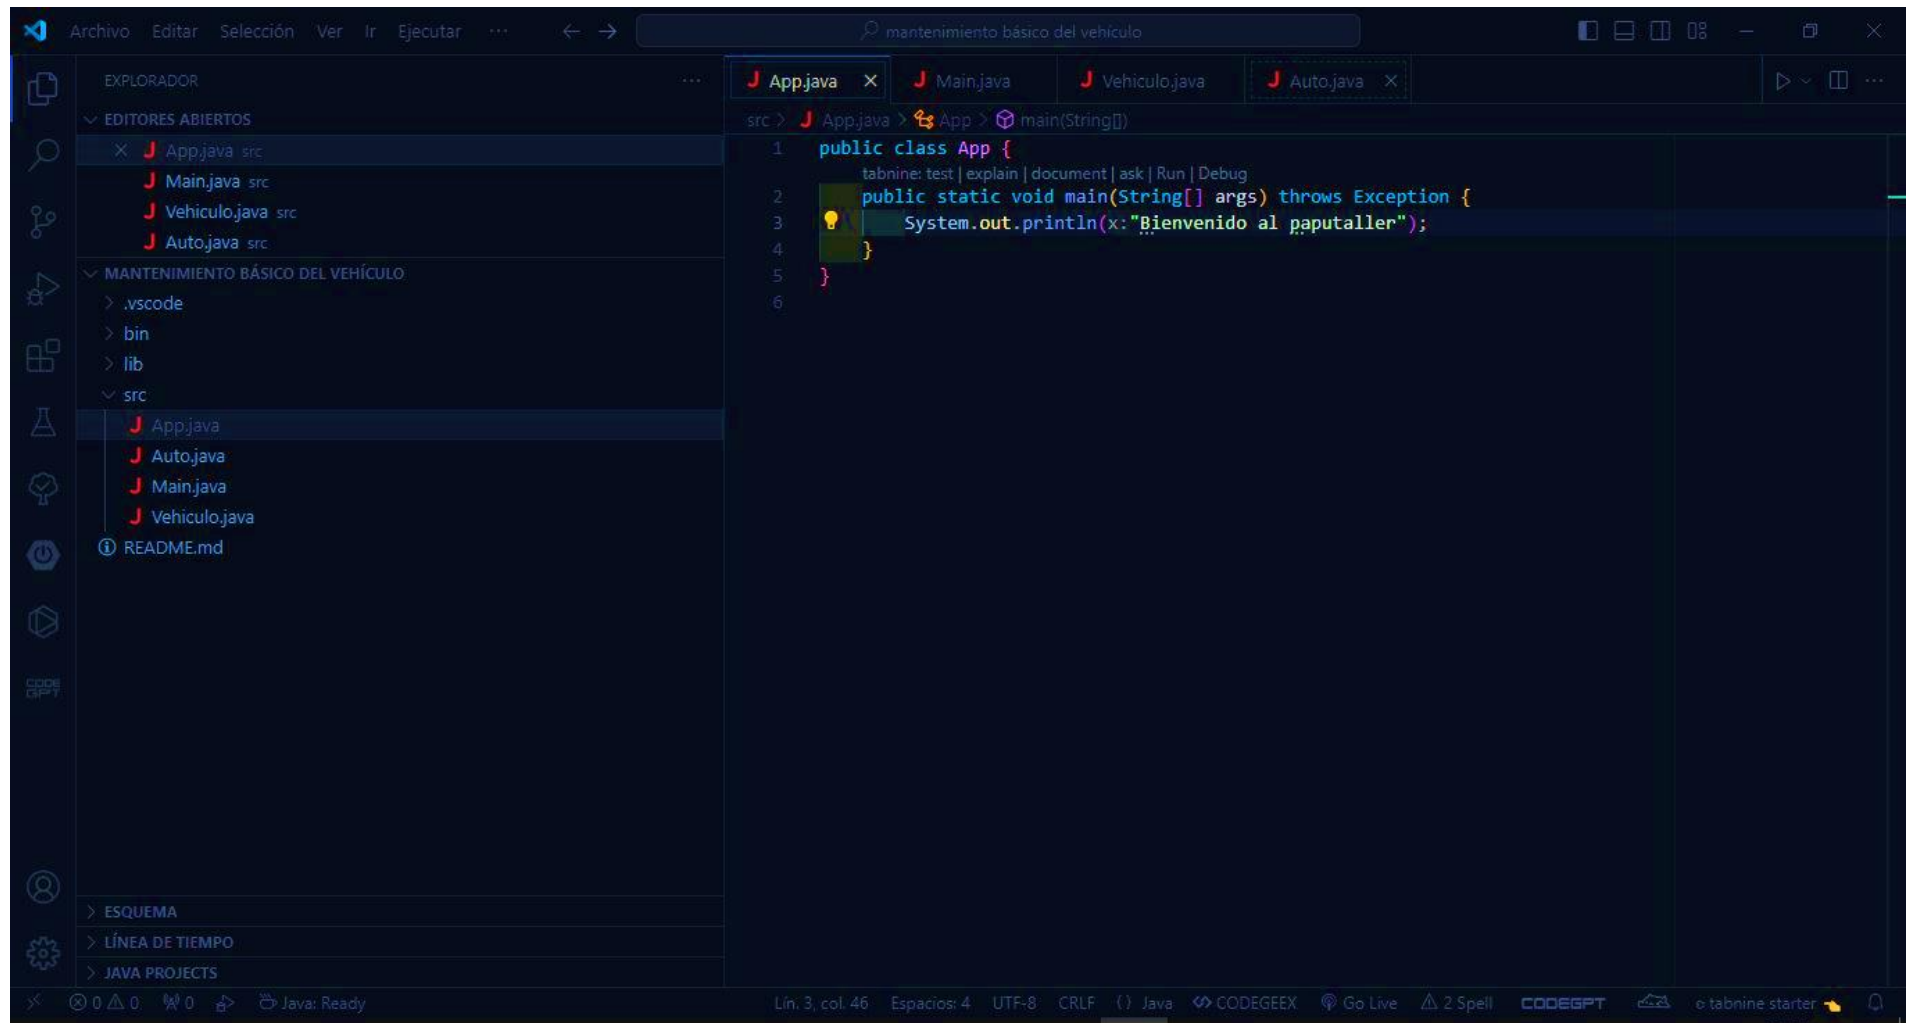 Archivo Editar Selección Ver Ir Ejecutar ··· ← → mantenimiento básico del vehículo
EXPLORADOR ···
EDITORES ABIERTOS
App.java src
Main.java src
Vehiculo.java src
Auto.java src
MANTENIMIENTO BÁSICO DEL VEHÍCULO
.vscode
bin
lib
src
App.java
Auto.java
Main.java
Vehiculo.java
README.md
ESQUEMA
LÍNEA DE TIEMPO
JAVA PROJECTS
CODE
GPT
App.java Main.java Vehiculo.java Auto.java
src > App.java > App > main(String[])
1 public class App {
tabnine: test | explain | document | ask | Run | Debug
2 public static void main(String[] args) throws Exception {
3 System.out.println(x:"Bienvenido al paputaller");
4 }
5 }
6
0 0 0 Java: Ready Lín. 3, col. 46 Espacios: 4 UTF-8 CRLF {} Java CODEGEEX Go Live 2 Spell CODEGPT tabnine starter